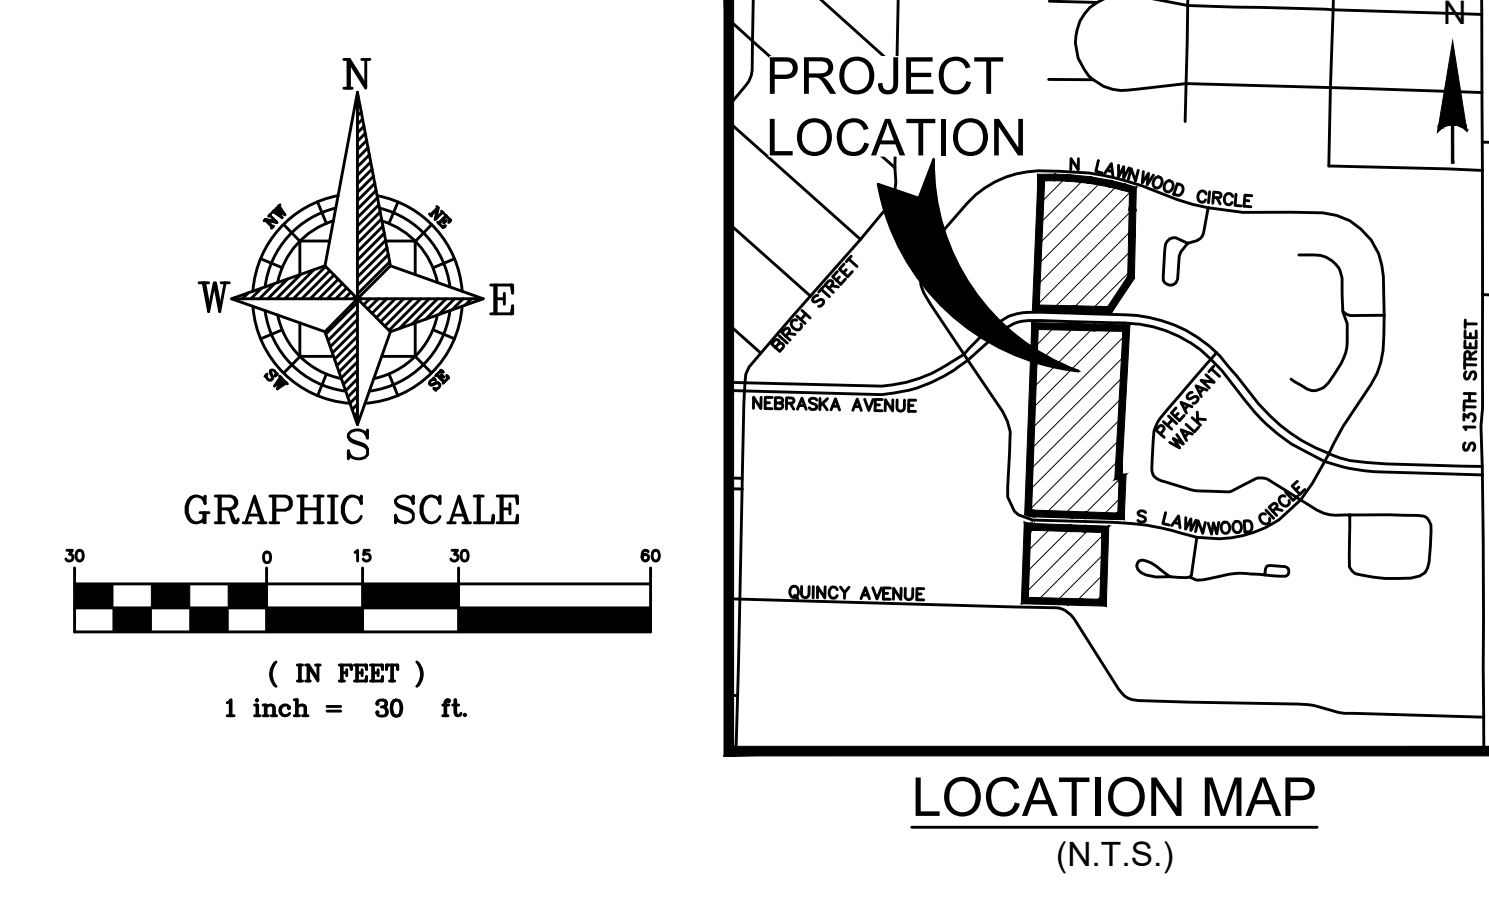 N
NW
NE
W
E
SW
SE
S
GRAPHIC SCALE
30 0 15 30 60
( IN FEET )
1 inch = 30 ft.
N
PROJECT
LOCATION
N LAWNWOOD CIRCLE
BIRCH STREET
S 13TH STREET
PHEASANT
WALK
NEBRASKA AVENUE
S LAWNWOOD CIRCLE
QUINCY AVENUE
LOCATION MAP
(N.T.S.)